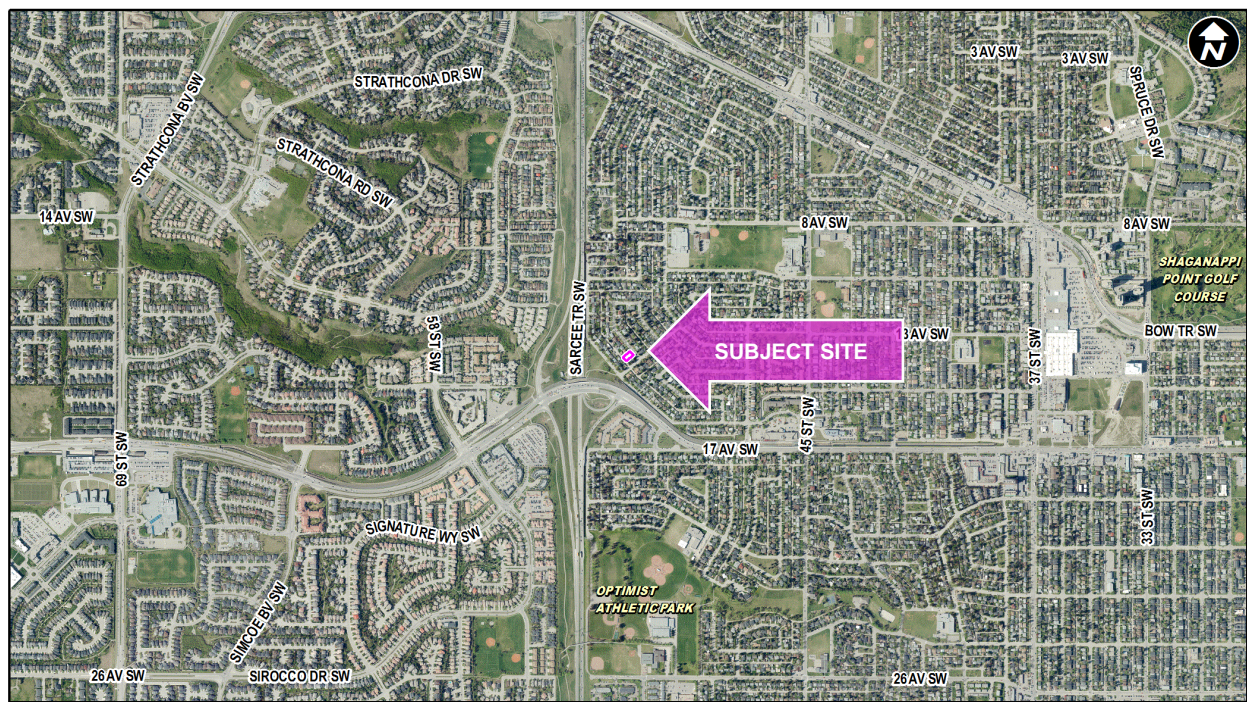 N
3 AV SW
3 AV SW
STRATHCONA DR SW
STRATHCONA BV SW
SPRUCE DR SW
STRATHCONA RD SW
14 AV SW
8 AV SW
8 AV SW
SHAGANAPPI
POINT GOLF
COURSE
SARCEE TR SW
58 ST SW
13 AV SW
BOW TR SW
37 ST SW
SUBJECT SITE
45 ST SW
17 AV SW
69 ST SW
33 ST SW
SIGNATURE WY SW
OPTIMIST
ATHLETIC PARK
SIMCOE BV SW
26 AV SW
SIROCCO DR SW
26 AV SW